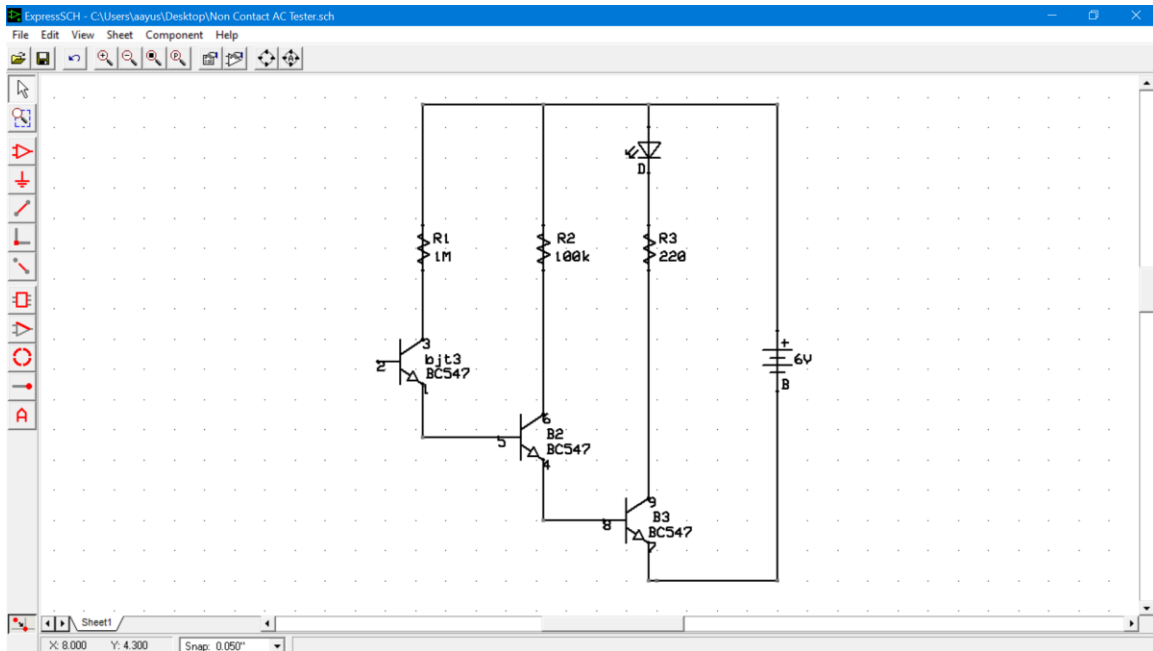 ExpressSCH - C:\Users\aayus\Desktop\Non Contact AC Tester.sch
File Edit View Sheet Component Help
D
R1
1M
R2
100k
R3
220
3
bjt3
2
BC547
1
+
6V
B
6
B2
5
BC547
4
9
B3
8
BC547
7
A
Sheet1
X: 8.000 Y: 4.300 Snap: 0.050"